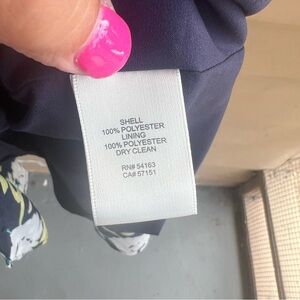 SHELL
100% POLYESTER
LINING
100% POLYESTER
DRY CLEAN
RN# 54163
CA# 57151